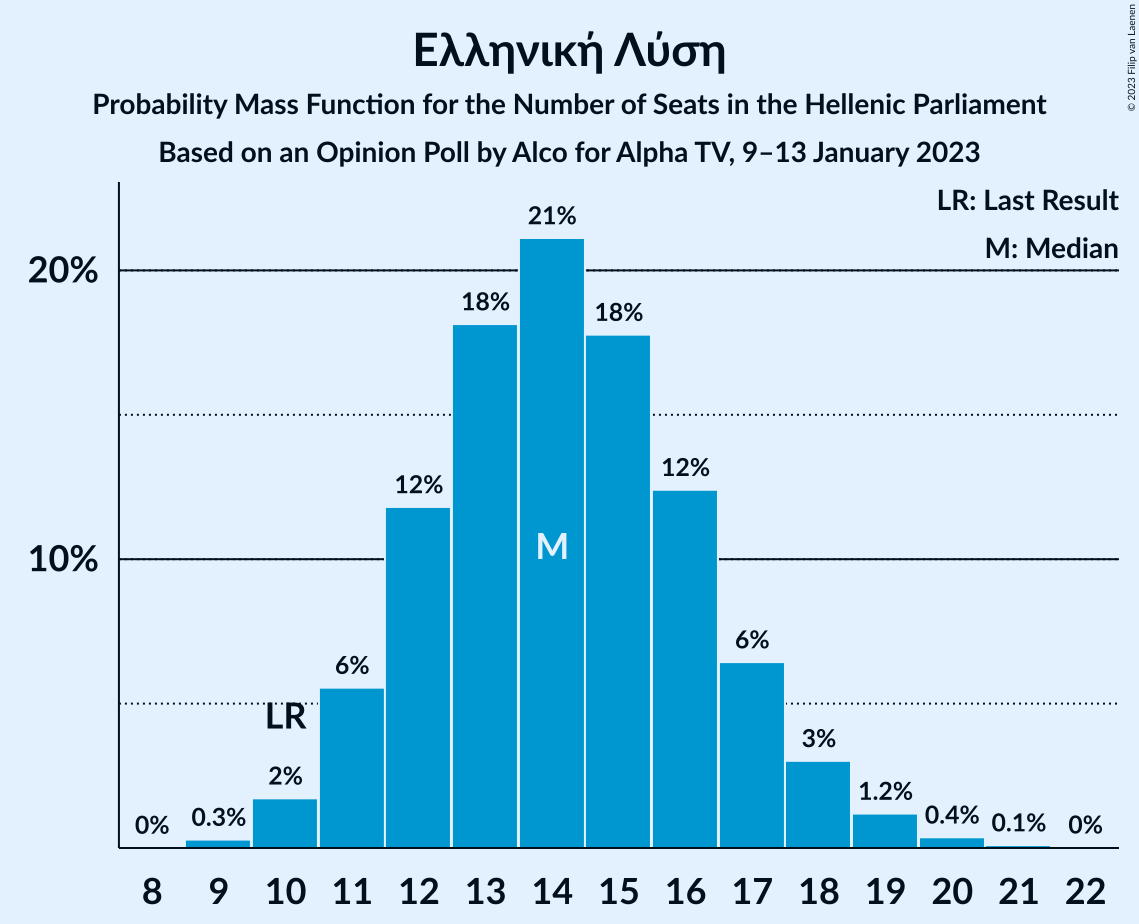 Ελληνική Λύση
Probability Mass Function for the Number of Seats in the Hellenic Parliament
Based on an Opinion Poll by Alco for Alpha TV, 9–13 January 2023
© 2023 Filip van Laenen
LR: Last Result
M: Median
20%
10%
0%
0.3%
2%
6%
12%
18%
21%
18%
12%
6%
3%
1.2%
0.4%
0.1%
0%
LR
M
8 9 10 11 12 13 14 15 16 17 18 19 20 21 22